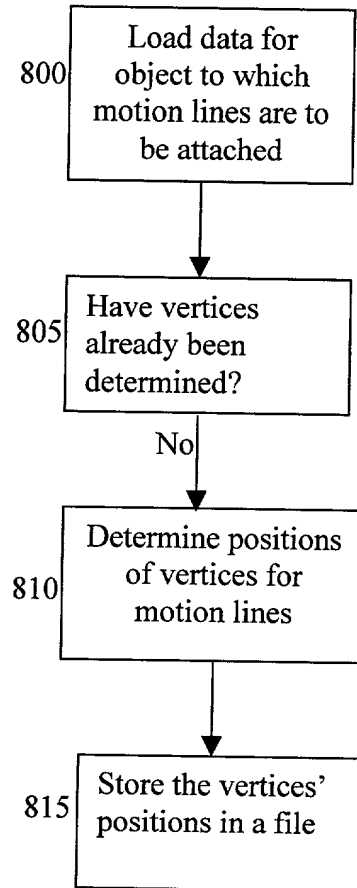 800
Load data for
object to which
motion lines are to
be attached
805
Have vertices
already been
determined?
No
810
Determine positions
of vertices for
motion lines
815
Store the vertices’
positions in a file